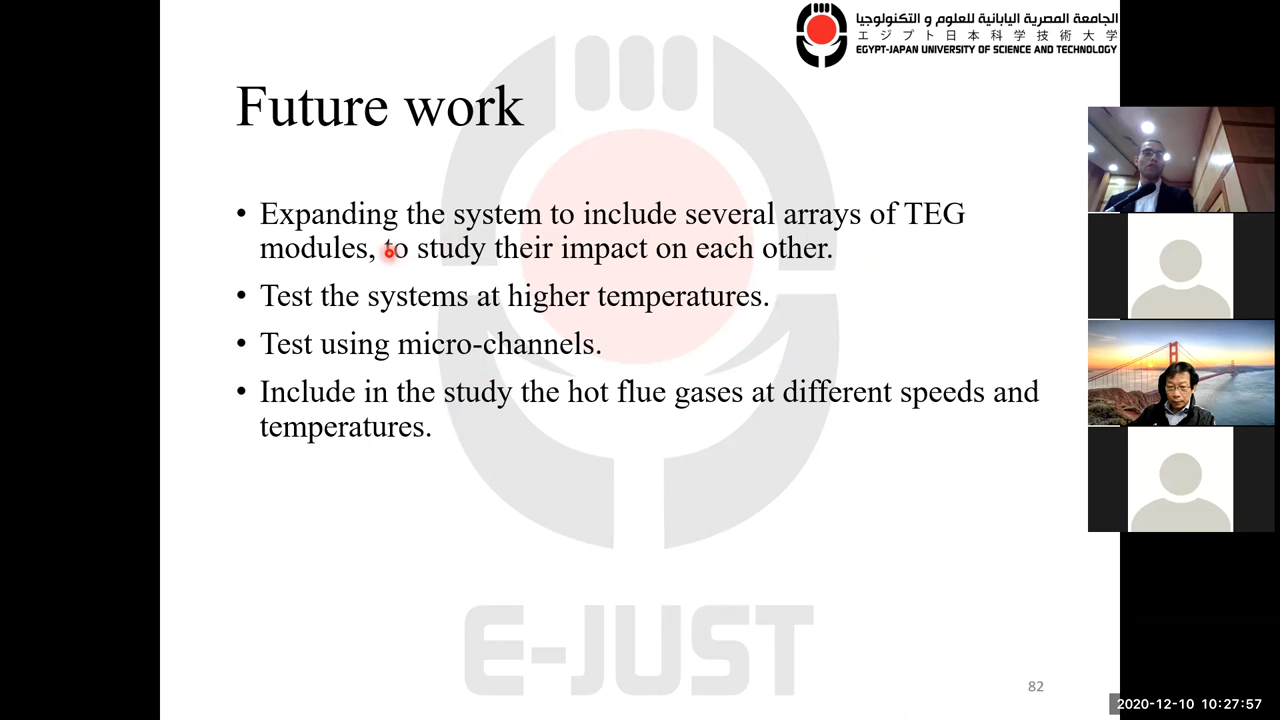 الجامعة المصرية اليابانية للعلوم و التكنولوجيا
エジプト日本科学技術大学
EGYPT-JAPAN UNIVERSITY OF SCIENCE AND TECHNOLOGY
Future work
• Expanding the system to include several arrays of TEG
modules, to study their impact on each other.
• Test the systems at higher temperatures.
• Test using micro-channels.
• Include in the study the hot flue gases at different speeds and
temperatures.
E-JUST
82
2020-12-10 10:27:57